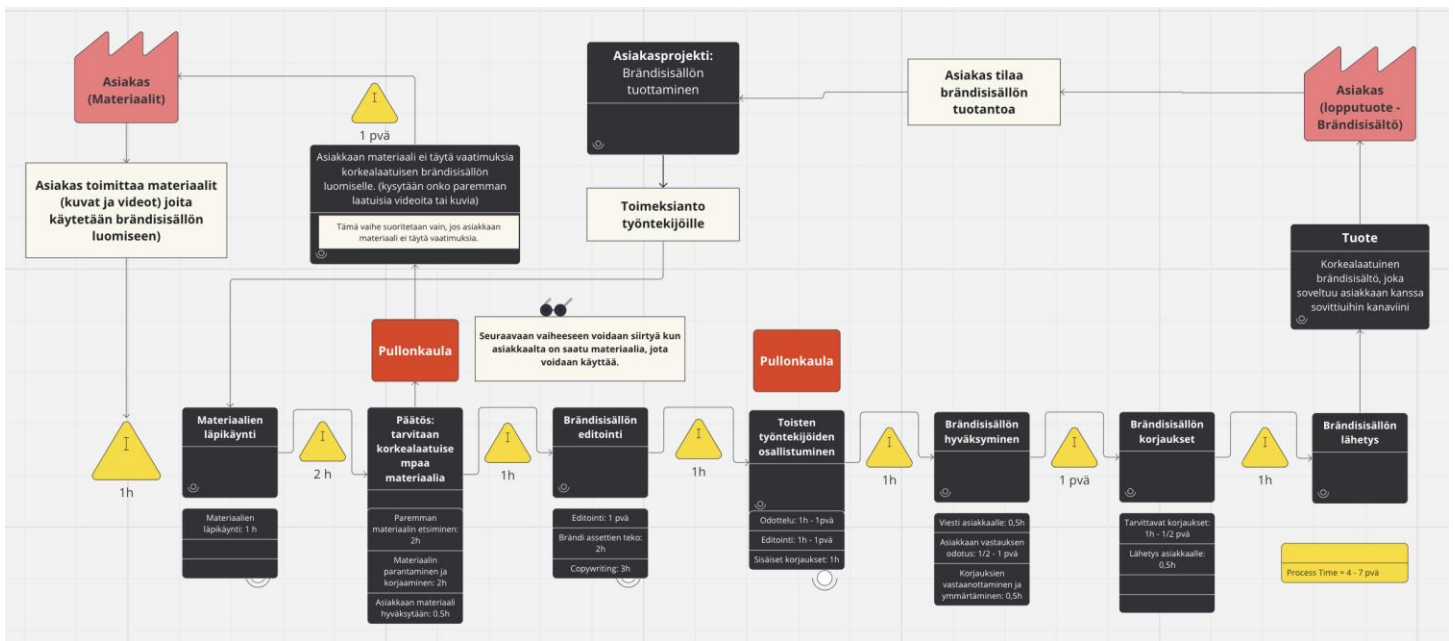 Asiakas
(Materiaalit)
I
1 pvä
Asiakasprojekti:
Brändisisällön
tuottaminen
Asiakas tilaa
brändisisällön
tuotantoa
Asiakas
(lopputuote -
Brändisisältö)
Asiakas toimittaa materiaalit
(kuvat ja videot) joita
käytetään brändisisällön
luomiseen)
Asiakkaan materiaali ei täytä vaatimuksia
korkealaatuisen brändisisällön
luomiselle. (kysytään onko paremman
laatuisia videoita tai kuvia)
Tämä vaihe suoritetaan vain, jos asiakkaan
materiaali ei täytä vaatimuksia.
Toimeksianto
työntekijöille
Tuote
Korkealaatuinen
brändisisältö, joka
soveltuu asiakkaan kanssa
sovittiuihin kanaviini
Pullonkaula
Seuraavaan vaiheeseen voidaan siirtyä kun
asiakkaalta on saatu materiaalia, jota
voidaan käyttää.
Pullonkaula
I
1h
Materiaalien
läpikäynti
Materiaalien
läpikäynti: 1 h
I
2 h
Päätös:
tarvitaan
korkealaatuise
mpaa
materiaalia
Paremman
materiaalin etsiminen:
2h
Materiaalin
parantaminen ja
korjaaminen: 2h
Asiakkaan materiaali
hyväksytään: 0.5h
I
1h
Brändisisällön
editointi
Editointi: 1 pvä
Brändi assettien teko:
2h
Copywriting: 3h
I
1h
Toisten
työntekijöiden
osallistuminen
Odottelu: 1h - 1pvä
Editointi: 1h - 1pvä
Sisäiset korjaukset: 1h
I
1h
Brändisisällön
hyväksyminen
Viesti asiakkaalle: 0,5h
Asiakkaan vastauksen
odotus: 1/2 - 1 pvä
Korjauksien
vastaanottaminen ja
ymmärtäminen: 0,5h
I
1 pvä
Brändisisällön
korjaukset
Tarvittavat korjaukset:
1h - 1/2 pvä
Lähetys asiakkaalle:
0,5h
I
1h
Brändisisällön
lähetys
Process Time = 4 - 7 pvä